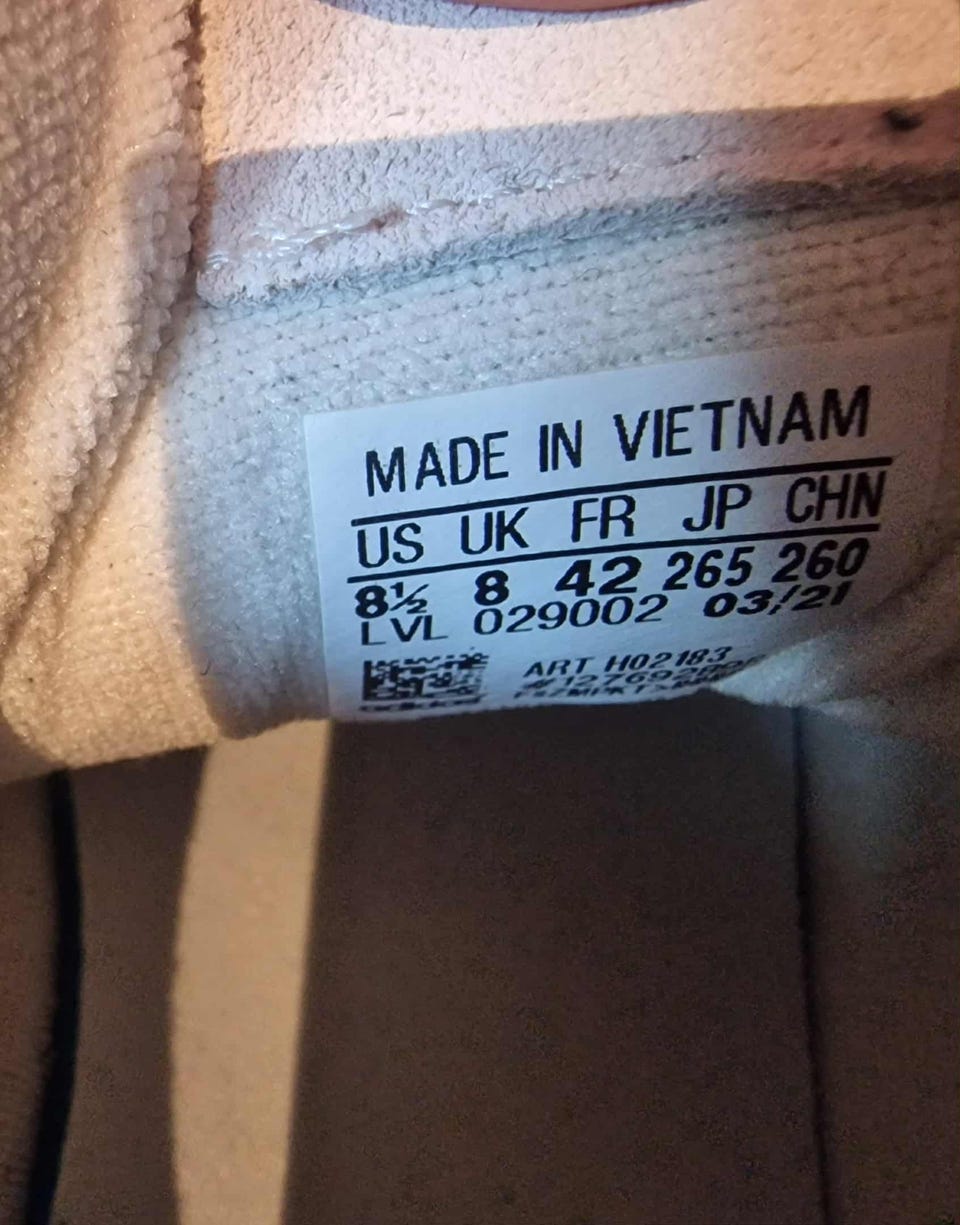 MADE IN VIETNAM
US UK FR JP CHN
8½ 8 42 265 260
LVL 029002 03/21
ART H02183
adidas